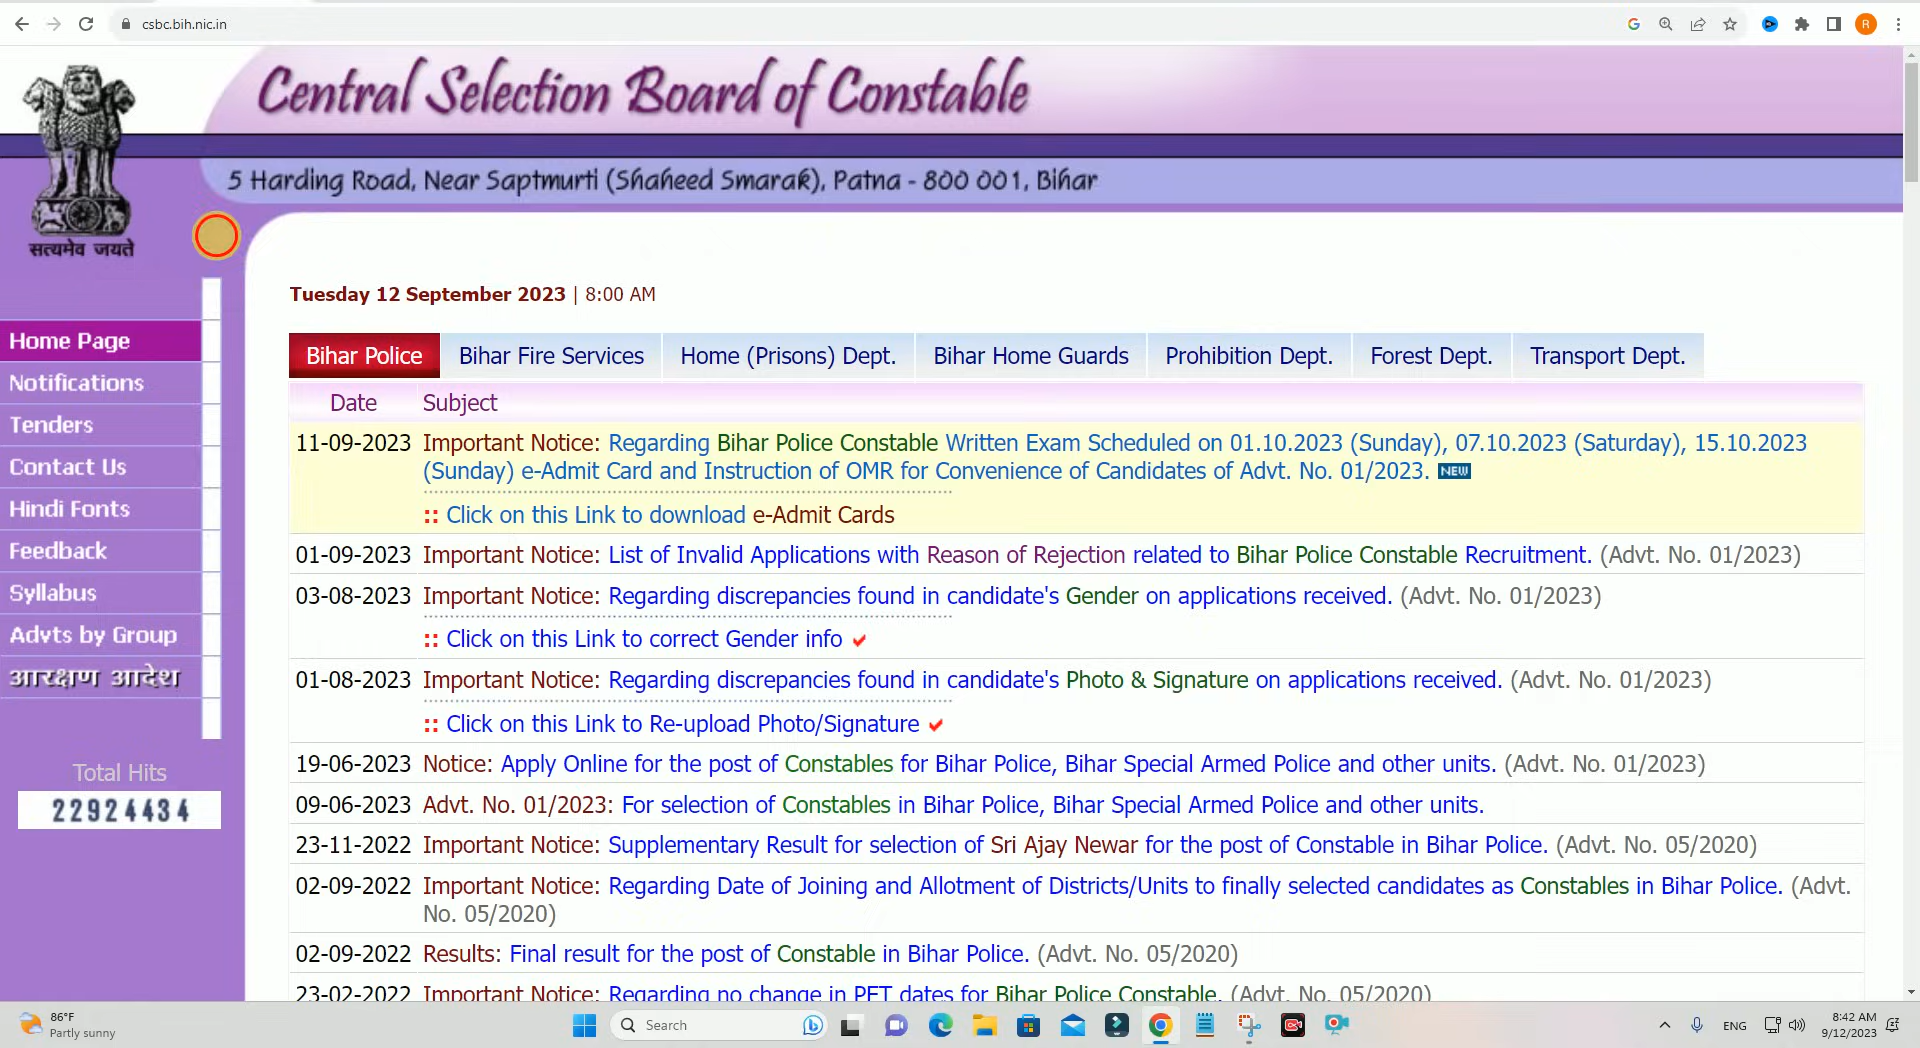 csbc.bih.nic.in
R
Central Selection Board of Constable
5 Harding Road, Near Saptmurti (Shaheed Smarak), Patna - 800 001, Bihar
सत्यमेव जयते
Tuesday 12 September 2023 | 8:00 AM
Home Page
Notifications
Tenders
Contact Us
Hindi Fonts
Feedback
Syllabus
Advts by Group
आरक्षण आदेश
Total Hits
22924434
Bihar Police Bihar Fire Services Home (Prisons) Dept. Bihar Home Guards Prohibition Dept. Forest Dept. Transport Dept.
Date Subject
11-09-2023 Important Notice: Regarding Bihar Police Constable Written Exam Scheduled on 01.10.2023 (Sunday), 07.10.2023 (Saturday), 15.10.2023
(Sunday) e-Admit Card and Instruction of OMR for Convenience of Candidates of Advt. No. 01/2023. NEW
:: Click on this Link to download e-Admit Cards
01-09-2023 Important Notice: List of Invalid Applications with Reason of Rejection related to Bihar Police Constable Recruitment. (Advt. No. 01/2023)
03-08-2023 Important Notice: Regarding discrepancies found in candidate's Gender on applications received. (Advt. No. 01/2023)
:: Click on this Link to correct Gender info
01-08-2023 Important Notice: Regarding discrepancies found in candidate's Photo & Signature on applications received. (Advt. No. 01/2023)
:: Click on this Link to Re-upload Photo/Signature
19-06-2023 Notice: Apply Online for the post of Constables for Bihar Police, Bihar Special Armed Police and other units. (Advt. No. 01/2023)
09-06-2023 Advt. No. 01/2023: For selection of Constables in Bihar Police, Bihar Special Armed Police and other units.
23-11-2022 Important Notice: Supplementary Result for selection of Sri Ajay Newar for the post of Constable in Bihar Police. (Advt. No. 05/2020)
02-09-2022 Important Notice: Regarding Date of Joining and Allotment of Districts/Units to finally selected candidates as Constables in Bihar Police. (Advt.
No. 05/2020)
02-09-2022 Results: Final result for the post of Constable in Bihar Police. (Advt. No. 05/2020)
23-02-2022 Important Notice: Regarding no change in PET dates for Bihar Police Constable. (Advt. No. 05/2020)
86°F
Partly sunny
Search
ENG
8:42 AM
9/12/2023